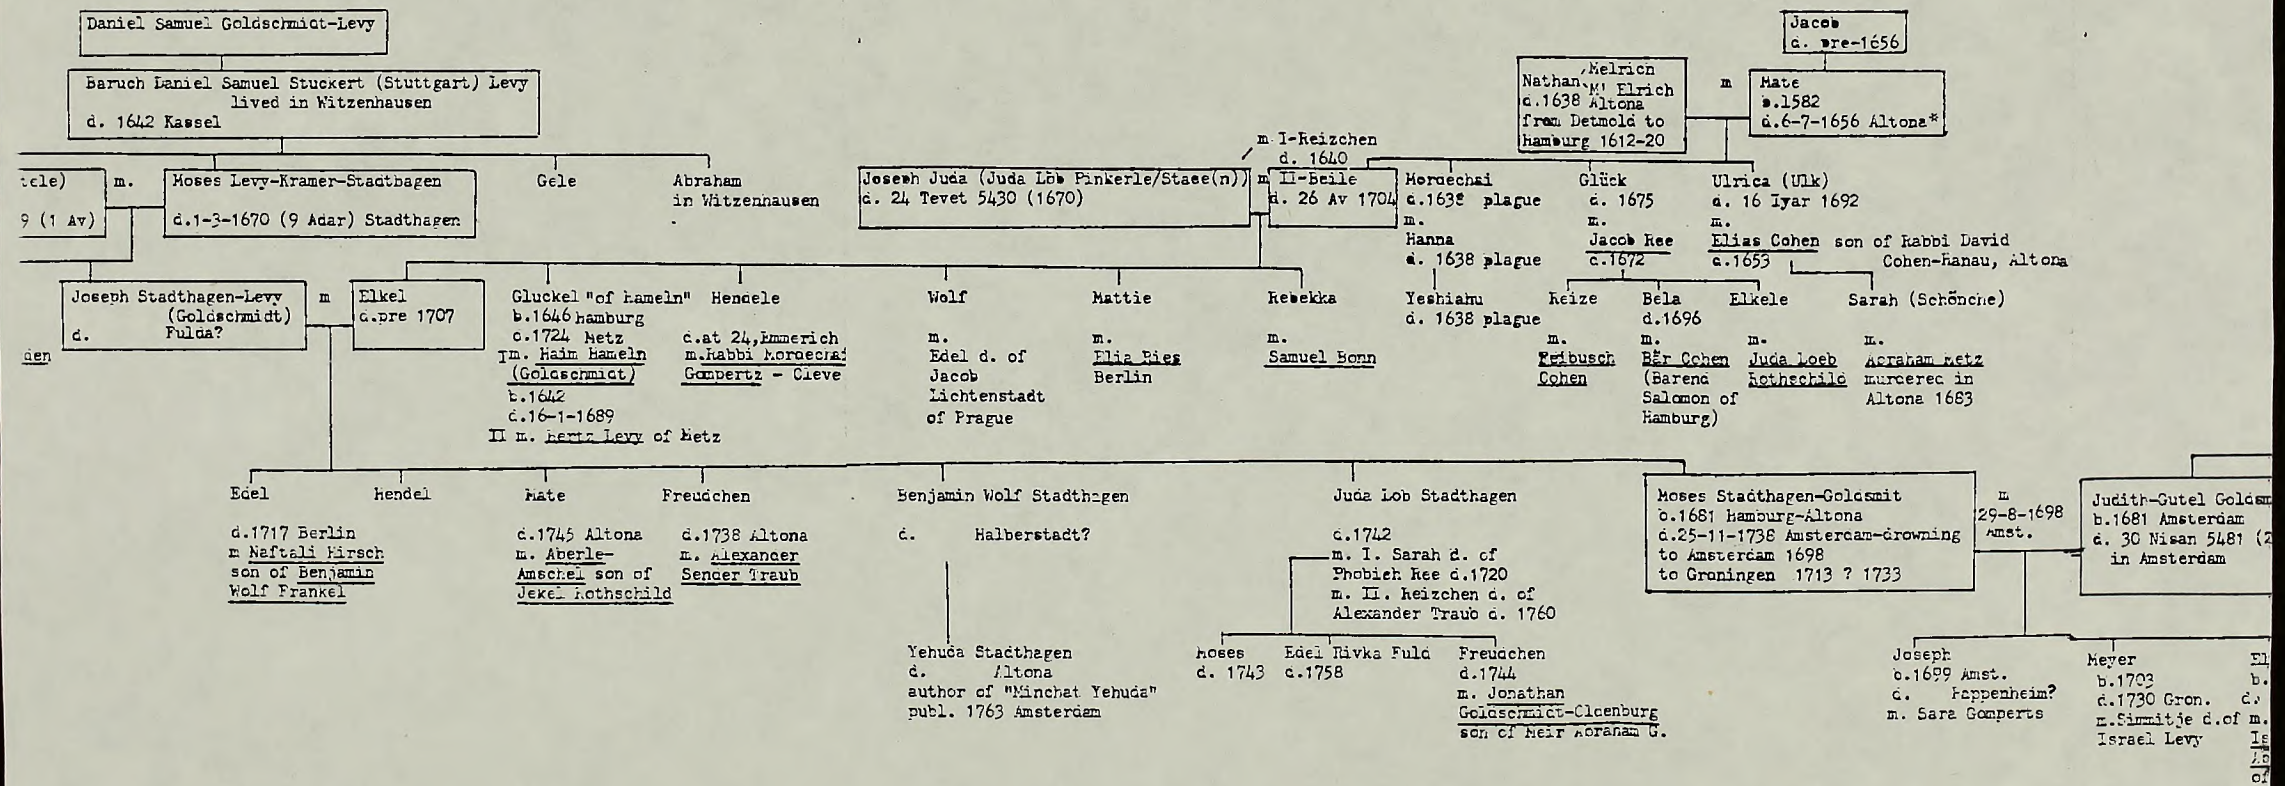 Daniel Samuel Goldschmidt-Levy
Baruch Daniel Samuel Stuckert (Stuttgart) Levy
lived in Witzenhausen
d. 1642 Kassel
Jacob
d. pre-1656
Nathan
Melrich
M' Elrich
d.1638 Altona
from Detmold to
Hamburg 1612-20
m
Mate
b.1582
d.6-7-1656 Altona*
9 (1 Av)
m.
Moses Levy-Kramer-Stadthagen
d.1-3-1670 (9 Adar) Stadthagen
Gele
Abraham
in Witzenhausen
m. I-Reizchen
d. 1640
Joseph Juda (Juda Lob Pinkerle/Staee(n))
d. 24 Tevet 5430 (1670)
m
II-Beile
d. 26 Av 1704
Mordechai
d.1638 plague
m.
Hanna
d. 1638 plague
Glück
d. 1675
m.
Jacob Ree
d.1672
Ulrica (Ulk)
d. 16 Iyar 1692
m.
Elias Cohen son of Rabbi David
d.1653 Cohen-Hanau, Altona
Joseph Stadthagen-Levy
(Goldschmidt)
d. Fulda?
m
Elkel
d.pre 1707
Gluckel "of Hameln"
b.1646 Hamburg
d.1724 Metz
I m. Haim Hameln
(Goldschmidt)
b.1642
d.16-1-1689
II m. Hertz Levy of Metz
Hendele
d.at 24, Emmerich
m.Rabbi Mordechai
Gompertz - Cleve
Wolf
m.
Edel d. of
Jacob
Lichtenstadt
of Prague
Mattie
m.
Elia Ries
Berlin
Rebekka
m.
Samuel Bonn
Yeshiahu
d. 1638 plague
Reize
m.
Feibusch
Cohen
Bela
d.1696
m.
Bär Cohen
(Barend
Salomon of
Hamburg)
Elkele
m.
Juda Loeb
Rothschild
Sarah (Schönche)
m.
Abraham Metz
murdered in
Altona 1683
Edel
d.1717 Berlin
m Naftali Hirsch
son of Benjamin
Wolf Frankel
Hendel
Mate
d.1745 Altona
m. Aberle-
Amschel son of
Jekel Rothschild
Freudchen
d.1738 Altona
m. Alexander
Sender Traub
Benjamin Wolf Stadthagen
d. Halberstadt?
Juda Lob Stadthagen
d.1742
m. I. Sarah d. of
Phobich Ree d.1720
m. II. Reizchen d. of
Alexander Traub d. 1760
Moses Stadthagen-Goldsmit
b.1681 Hamburg-Altona
d.25-11-1738 Amsterdam-drowning
to Amsterdam 1698
to Groningen 1713 ? 1733
m
29-8-1698
Amst.
Judith-Gutel Goldsm
b.1681 Amsterdam
d. 30 Nisan 5481 (2
in Amsterdam
Yehuda Stadthagen
d. Altona
author of "Minchat Yehuda"
publ. 1763 Amsterdam
Moses
d. 1743
Edel Rivka Fuld
d.1758
Freudchen
d.1744
m. Jonathan
Goldschmidt-Cldenburg
son of Meir Abraham G.
Joseph
b.1699 Amst.
d. Pappenheim?
m. Sara Gomperts
Meyer
b.1703
d.1730 Gron.
m.Simmitje d.of
Israel Levy
El
b.
d.
m.
Is
of